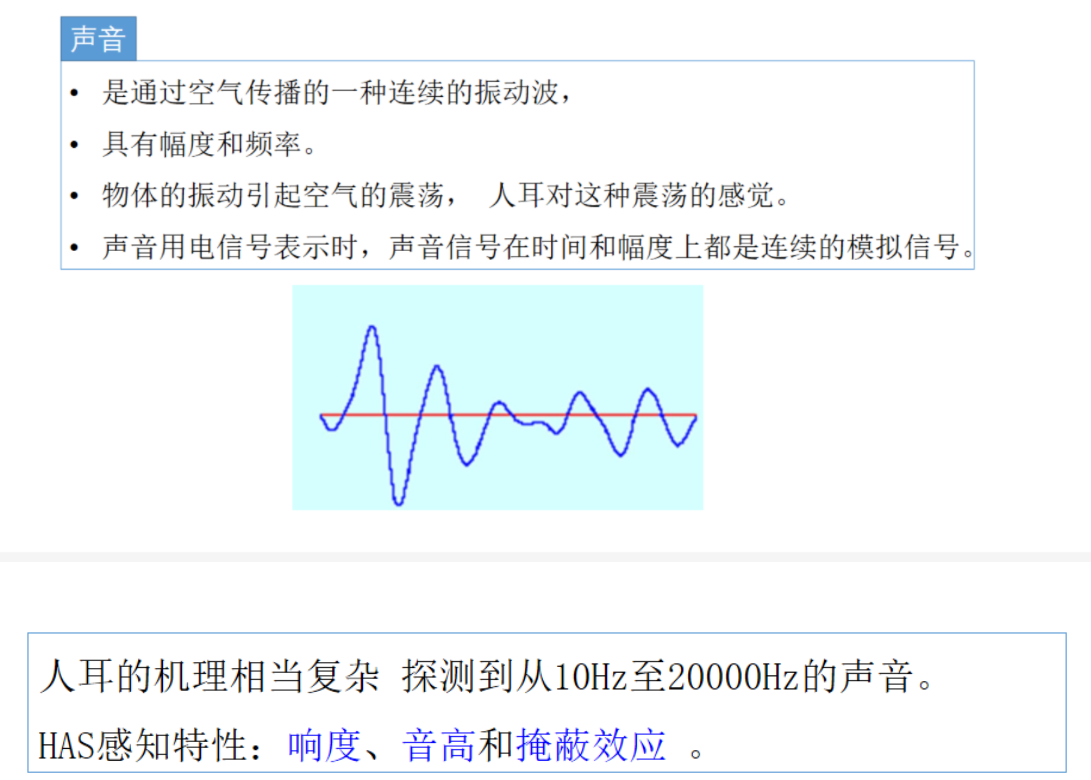 声音
• 是通过空气传播的一种连续的振动波，
• 具有幅度和频率。
• 物体的振动引起空气的震荡， 人耳对这种震荡的感觉。
• 声音用电信号表示时，声音信号在时间和幅度上都是连续的模拟信号。
人耳的机理相当复杂 探测到从10Hz至20000Hz的声音。
HAS感知特性：响度、音高和掩蔽效应 。